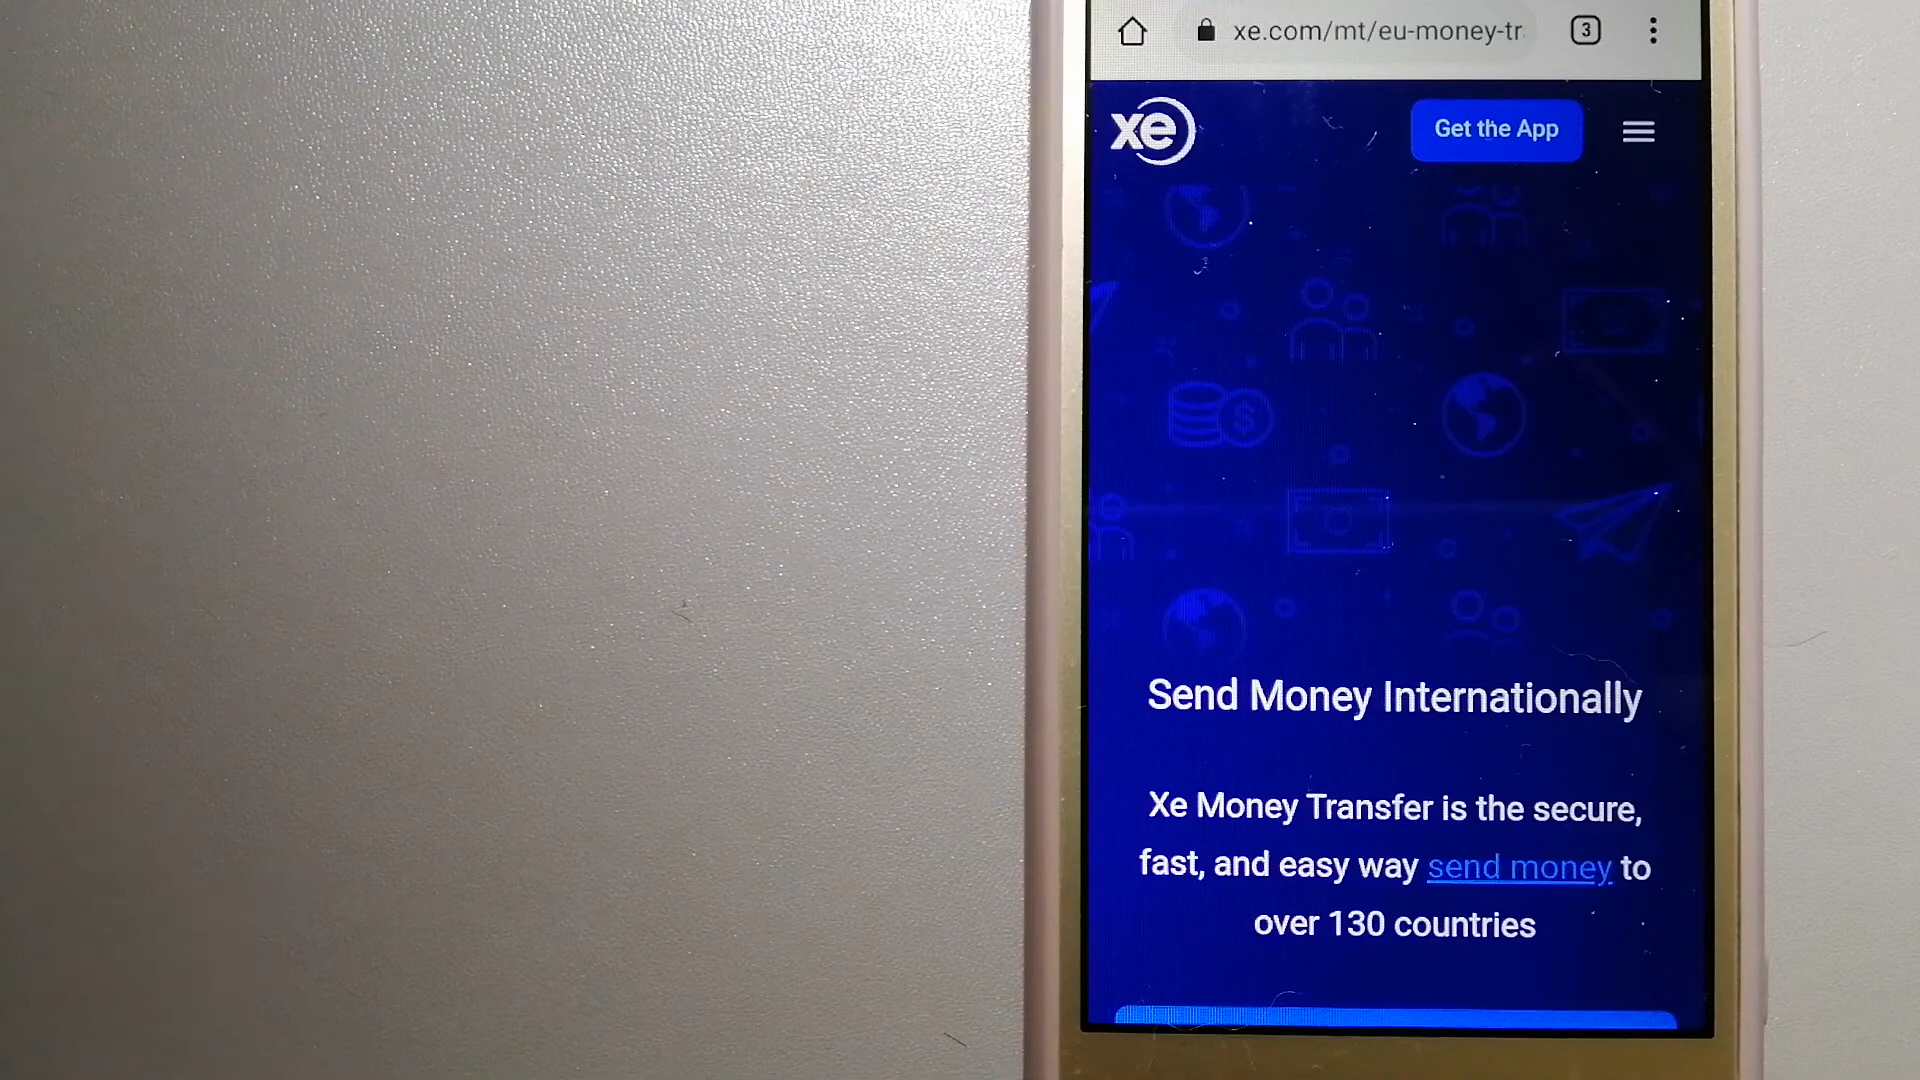 xe.com/mt/eu-money-tr
3
xe
Get the App
$
Send Money Internationally
Xe Money Transfer is the secure,
fast, and easy way send money to
over 130 countries